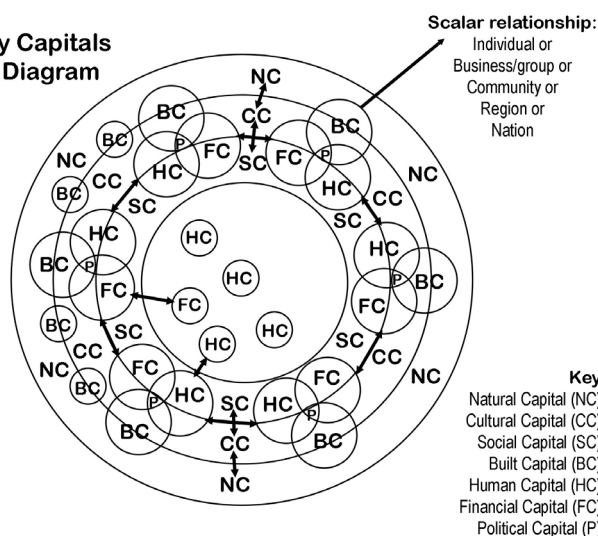 y Capitals
Diagram
Scalar relationship:
Individual or
Business/group or
Community or
Region or
Nation
NC
CC
SC
BC
P
FC
HC
FC
P
BC
HC
BC
NC
BC
CC
SC
NC
CC
SC
HC
BC
P
FC
HC
P
BC
FC
HC
HC
FC
HC
HC
BC
SC
CC
NC
BC
FC
P
HC
BC
SC
CC
NC
SC
CC
NC
FC
HC
P
BC
Key
Natural Capital (NC)
Cultural Capital (CC)
Social Capital (SC)
Built Capital (BC)
Human Capital (HC)
Financial Capital (FC)
Political Capital (P)